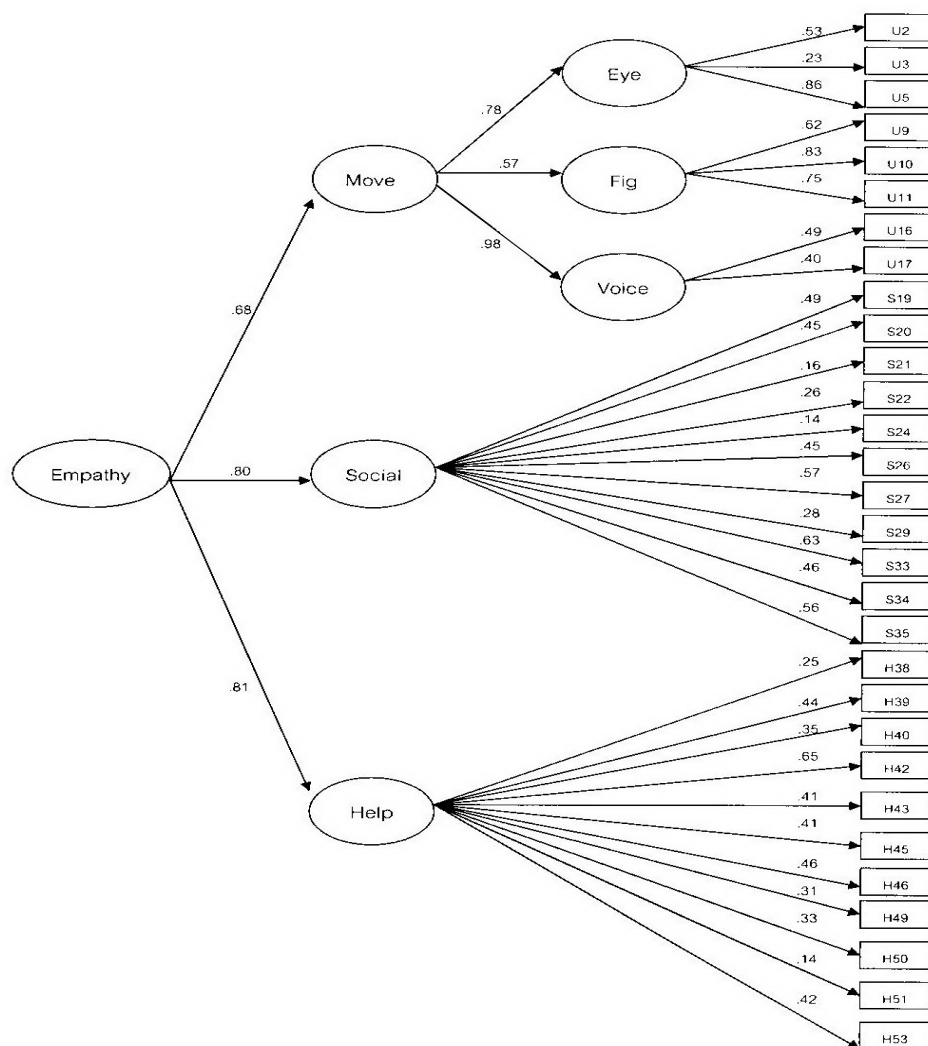 .53
U2
.23
U3
Eye
.86
U5
.78
.62
U9
.57
.83
U10
Move
Fig
.75
U11
.98
.49
U16
.40
U17
Voice
.49
S19
.68
.45
S20
.16
S21
.26
S22
.14
S24
.45
S26
Empathy
.80
Social
.57
S27
.28
S29
.63
S33
.46
S34
.56
S35
.25
H38
.81
.44
H39
.35
H40
.65
H42
Help
.41
H43
.41
H45
.46
H46
.31
H49
.33
H50
.14
H51
.42
H53